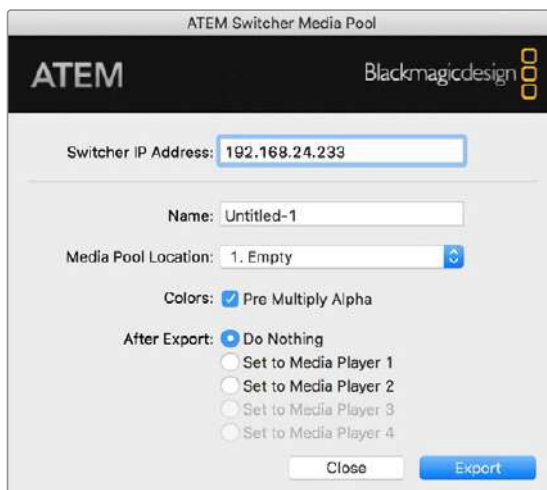 ATEM Switcher Media Pool
ATEM
Blackmagicdesign
Switcher IP Address: 192.168.24.233
Name: Untitled-1
Media Pool Location: 1. Empty
Colors: Pre Multiply Alpha
After Export: Do Nothing
Set to Media Player 1
Set to Media Player 2
Set to Media Player 3
Set to Media Player 4
Close Export